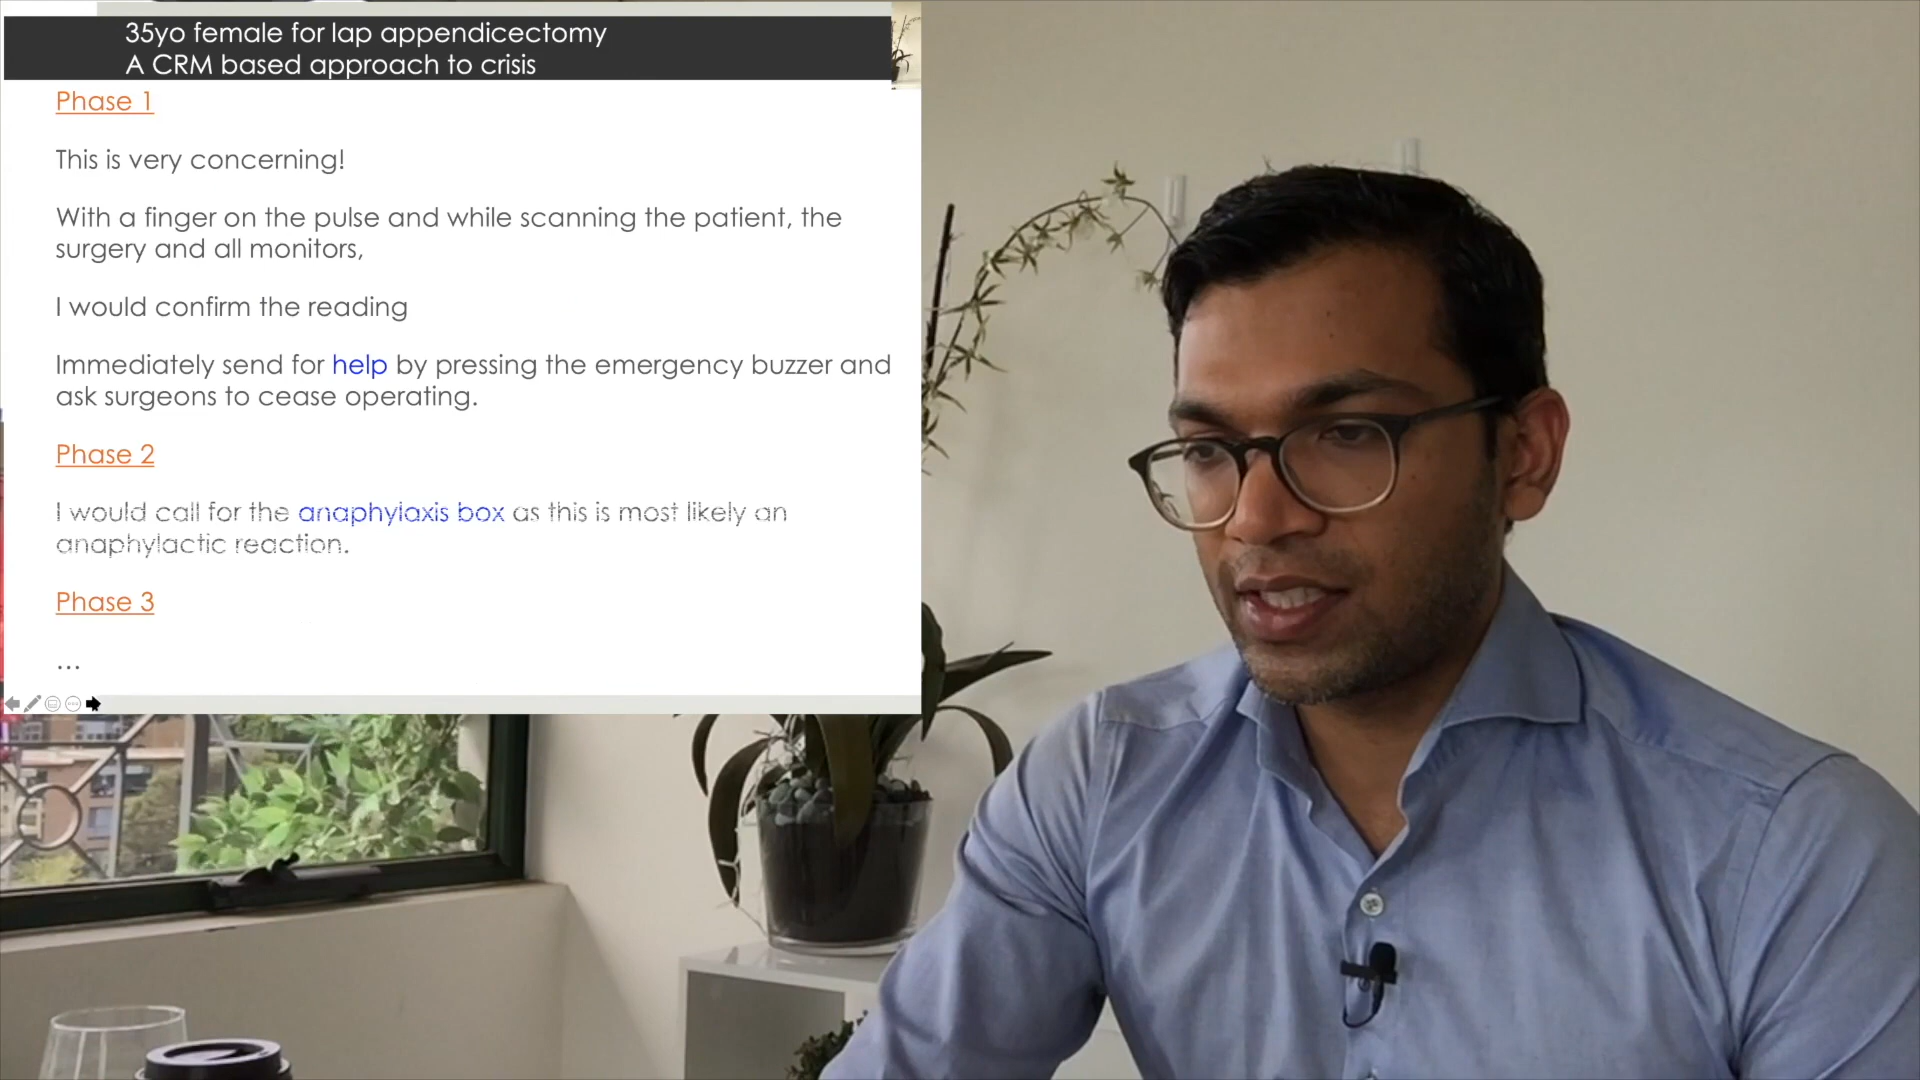 35yo female for lap appendicectomy
A CRM based approach to crisis
Phase 1
This is very concerning!
With a finger on the pulse and while scanning the patient, the
surgery and all monitors,
I would confirm the reading
Immediately send for help by pressing the emergency buzzer and
ask surgeons to cease operating.
Phase 2
I would call for the anaphylaxis box as this is most likely an
anaphylactic reaction.
Phase 3
…